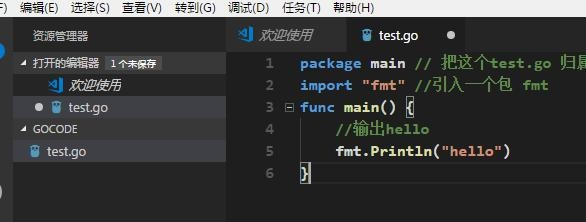 编辑(E) 选择(S) 查看(V) 转到(G) 调试(D) 任务(T) 帮助(H)
资源管理器
打开的编辑器 1 个未保存
欢迎使用
test.go
GOCODE
test.go
欢迎使用 test.go
1 package main // 把这个test.go 归
2 import "fmt" //引入一个包 fmt
3 func main() {
4 //输出hello
5 fmt.Println("hello")
6 }